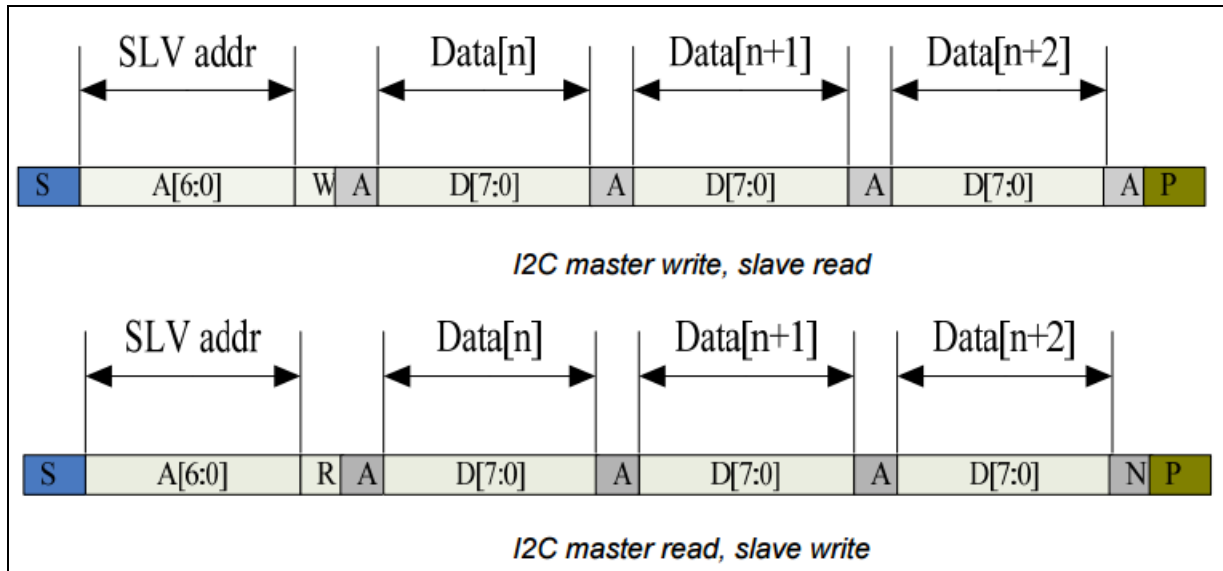 SLV addr Data[n] Data[n+1] Data[n+2]
S A[6:0] W A D[7:0] A D[7:0] A D[7:0] A P
I2C master write, slave read
SLV addr Data[n] Data[n+1] Data[n+2]
S A[6:0] R A D[7:0] A D[7:0] A D[7:0] N P
I2C master read, slave write